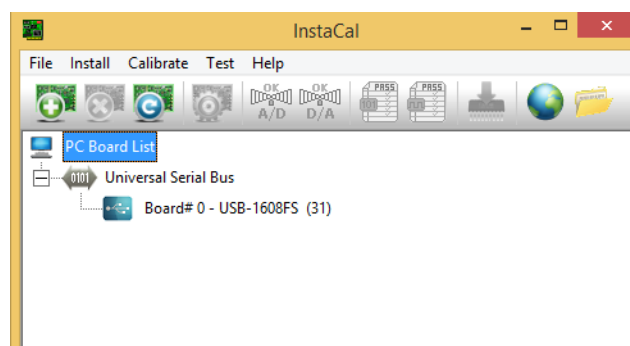 InstaCal
File Install Calibrate Test Help
OK OK PASS PASS
A/D D/A 101
PC Board List
0101 Universal Serial Bus
Board# 0 - USB-1608FS (31)